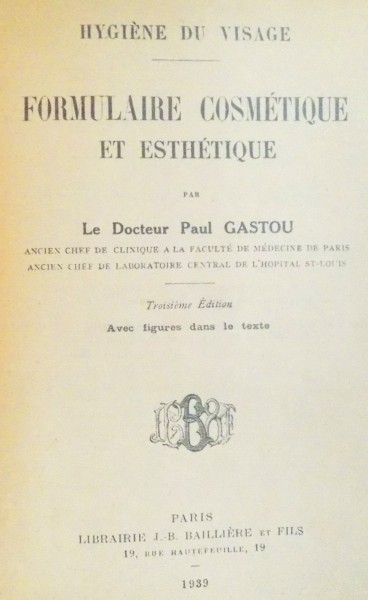 HYGIÈNE DU VISAGE
FORMULAIRE COSMÉTIQUE
ET ESTHÉTIQUE
PAR
Le Docteur Paul GASTOU
ANCIEN CHEF DE CLINIQUE A LA FACULTÉ DE MÉDECINE DE PARIS
ANCIEN CHEF DE LABORATOIRE CENTRAL DE L'HOPITAL ST-LOUIS
Troisième Édition
Avec figures dans le texte
PARIS
LIBRAIRIE J.-B. BAILLIÈRE ET FILS
19, RUE HAUTEFEUILLE, 19
1939